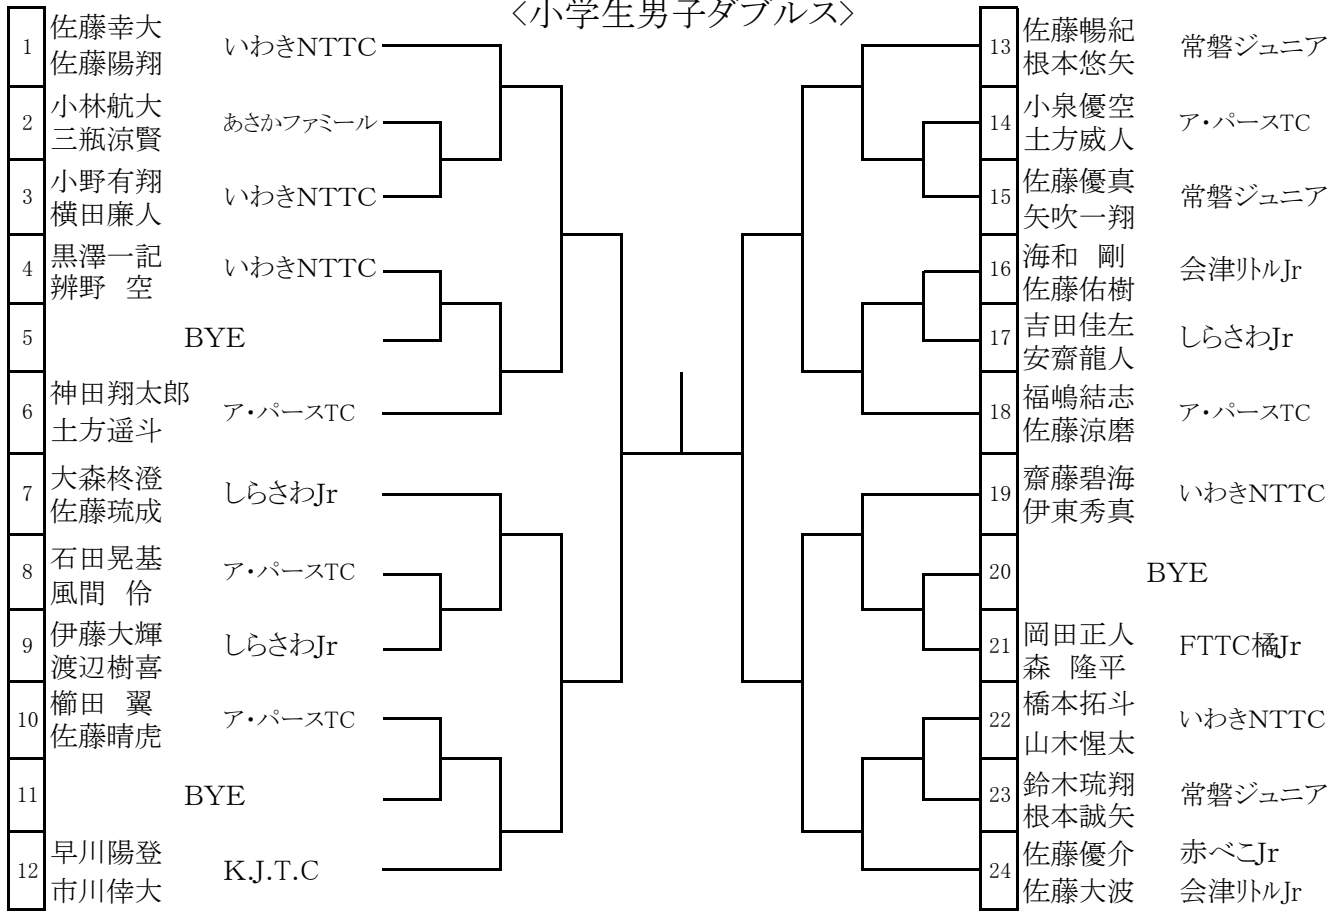 <小学生男子ダブルス>
1 佐藤幸大 佐藤陽翔 いわきNTTC
2 小林航大 三瓶涼賢 あさかファミール
3 小野有翔 横田廉人 いわきNTTC
4 黒澤一記 辨野 空 いわきNTTC
5 BYE
6 神田翔太郎 土方遥斗 ア・パースTC
7 大森柊澄 佐藤琉成 しらさわJr
8 石田晃基 風間 伶 ア・パースTC
9 伊藤大輝 渡辺樹喜 しらさわJr
10 櫛田 翼 佐藤晴虎 ア・パースTC
11 BYE
12 早川陽登 市川倖大 K.J.T.C
13 佐藤暢紀 根本悠矢 常磐ジュニア
14 小泉優空 土方威人 ア・パースTC
15 佐藤優真 矢吹一翔 常磐ジュニア
16 海和 剛 佐藤佑樹 会津リトルJr
17 吉田佳左 安齋龍人 しらさわJr
18 福嶋結志 佐藤涼磨 ア・パースTC
19 齋藤碧海 伊東秀真 いわきNTTC
20 BYE
21 岡田正人 森 隆平 FTTC橘Jr
22 橋本拓斗 山木惺太 いわきNTTC
23 鈴木琉翔 根本誠矢 常磐ジュニア
24 佐藤優介 赤べこJr
佐藤大波 会津リトルJr